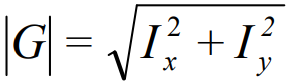 |G| = √(I_x^2 + I_y^2)